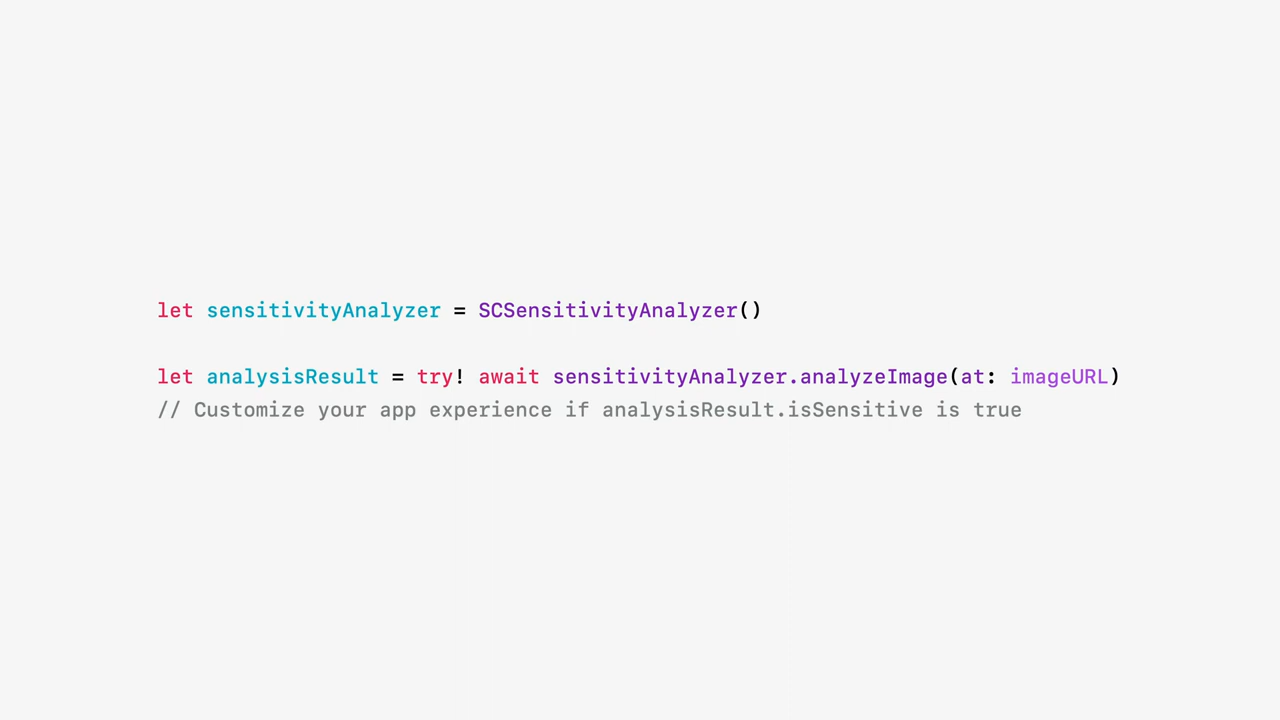 let sensitivityAnalyzer = SCSensitivityAnalyzer()
let analysisResult = try! await sensitivityAnalyzer.analyzeImage(at: imageURL)
// Customize your app experience if analysisResult.isSensitive is true